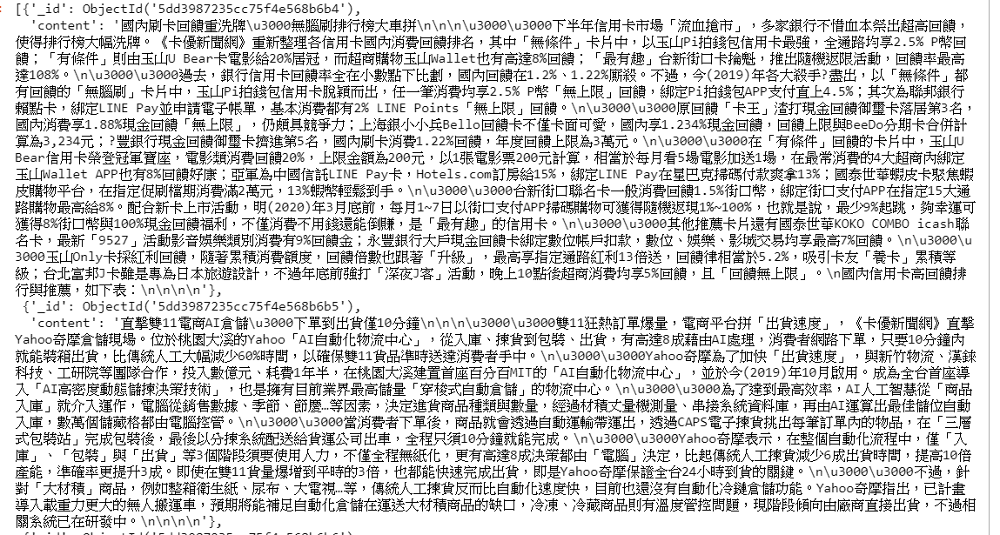 [{'_id': ObjectId('5dd3987235cc75f4e568b6b4'),
'content': '國內刷卡回饋重洗牌\u3000無腦刷排行榜大車拼\n\n\n\u3000\u3000下半年信用卡市場「流血搶市」，多家銀行不惜血本祭出超高回饋，
使得排行榜大幅洗牌。《卡優新聞網》重新整理各信用卡國內消費回饋排名，其中「無條件」卡片中，以玉山Pi拍錢包信用卡最強，全通路均享2.5% P幣回
饋；「有條件」則由玉山U Bear卡電影給20%居冠，而超商購物玉山Wallet也有高達8%回饋；「最有趣」台新街口卡掄魁，推出隨機返限活動，回饋率最高
達108%。\n\u3000\u3000過去，銀行信用卡回饋率全在小數點下比劃，國內回饋在1.2%、1.22%廝殺。不過，今(2019)年各大殺手?盡出，以「無條件」都
有回饋的「無腦刷」卡片中，玉山Pi拍錢包信用卡脫穎而出，任一筆消費均享2.5% P幣「無上限」回饋，綁定Pi拍錢包APP支付直上4.5%；其次為聯邦銀行
賴點卡，綁定LINE Pay並申請電子帳單，基本消費都有2% LINE Points「無上限」回饋。\n\u3000\u3000原回饋「卡王」渣打現金回饋御璽卡落居第3名，
國內消費享1.88%現金回饋「無上限」，仍頗具競爭力；上海銀小小兵Bello回饋卡不僅卡面可愛，國內享1.234%現金回饋，回饋上限與BeeDo分期卡合併計
算為3,234元；?豐銀行現金回饋御璽卡擠進第5名，國內刷卡消費1.22%回饋，年度回饋上限為3萬元。\n\u3000\u3000在「有條件」回饋的卡片中，玉山U
Bear信用卡榮登冠軍寶座，電影類消費回饋20%，上限金額為200元，以1張電影票200元計算，相當於每月看5場電影加送1場，在最常消費的4大超商內綁定
玉山Wallet APP也有8%回饋好康；亞軍為中國信託LINE Pay卡，Hotels.com訂房給15%，綁定LINE Pay在星巴克掃碼付款爽拿13%；國泰世華蝦皮卡聚焦蝦
皮購物平台，在指定促刷檔期消費滿2萬元，13%蝦幣輕鬆到手。\n\u3000\u3000台新街口聯名卡一般消費回饋1.5%街口幣，綁定街口支付APP在指定15大通
路購物最高給8%。配合新卡上市活動，明(2020)年3月底前，每月1~7日以街口支付APP掃碼購物可獲得隨機返現1%~100%，也就是說，最少9%起跳，夠幸運可
獲得8%街口幣與100%現金回饋福利，不僅消費不用錢還能倒賺，是「最有趣」的信用卡。\n\u3000\u3000其他推薦卡片還有國泰世華KOKO COMBO icash聯
名卡，最新「9527」活動影音娛樂類別消費有9%回饋金；永豐銀行大戶現金回饋卡綁定數位帳戶扣款，數位、娛樂、影城交易均享最高7%回饋。\n\u3000\u
3000玉山Only卡採紅利回饋，隨著累積消費額度，回饋倍數也跟著「升級」，最高享指定通路紅利13倍送，回饋律相當於5.2%，吸引卡友「養卡」累積等
級；台北富邦J卡雖是專為日本旅遊設計，不過年底前強打「深夜J客」活動，晚上10點後超商消費均享5%回饋，且「回饋無上限」。\n國內信用卡高回饋排
行與推薦，如下表：\n\n\n\n'},
{'_id': ObjectId('5dd3987235cc75f4e568b6b5'),
'content': '直擊雙11電商AI倉儲\u3000下單到出貨僅10分鐘\n\n\n\n\u3000\u3000雙11狂熱訂單爆量，電商平台拼「出貨速度」，《卡優新聞網》直擊
Yahoo奇摩倉儲現場。位於桃園大溪的Yahoo「AI自動化物流中心」，從入庫、揀貨到包裝、出貨，有高達8成藉由AI處理，消費者網路下單，只要10分鐘內
就能裝箱出貨，比傳統人工大幅減少60%時間，以確保雙11貨品準時送達消費者手中。\n\u3000\u3000Yahoo奇摩為了加快「出貨速度」，與新竹物流、漢錸
科技、工研院等團隊合作，投入數億元、耗費1年半，在桃園大溪建置首座百分百MIT的「AI自動化物流中心」，並於今(2019)年10月啟用。成為全台首座導
入「AI高密度動態儲揀決策技術」，也是擁有目前業界最高儲量「穿梭式自動倉儲」的物流中心。\n\u3000\u3000為了達到最高效率，AI人工智慧從「商品
入庫」就介入運作，電腦從銷售數據、季節、節慶…等因素，決定進貨商品種類與數量，經過材積丈量機測量、串接系統資料庫，再由AI運算出最佳儲位自動
入庫，數萬個儲藏格都由電腦控管。\n\u3000\u3000當消費者下單後，商品就會透過自動運輸帶運出，透過CAPS電子揀貨挑出每筆訂單內的物品，在「三層
式包裝站」完成包裝後，最後以分揀系統配送給貨運公司出車，全程只須10分鐘就能完成。\n\u3000\u3000Yahoo奇摩表示，在整個自動化流程中，僅「入
庫」、「包裝」與「出貨」等3個階段須要使用人力，不僅全程無紙化，更有高達8成決策都由「電腦」決定，比起傳統人工揀貨減少6成出貨時間，提高10倍
產能，準確率更提升3成。即使在雙11貨量爆增到平時的3倍，也都能快速完成出貨，即是Yahoo奇摩保證全台24小時到貨的關鍵。\n\u3000\u3000不過，針
對「大材積」商品，例如整箱衛生紙、尿布、大電視…等，傳統人工揀貨反而比自動化速度快，目前也還沒有自動化冷鏈倉儲功能。Yahoo奇摩指出，已計畫
導入載重力更大的無人搬運車，預期將能補足自動化倉儲在運送大材積商品的缺口，冷凍、冷藏商品則有溫度管控問題，現階段傾向由廠商直接出貨，不過相
關系統已在研發中。\n\n\n\n'},